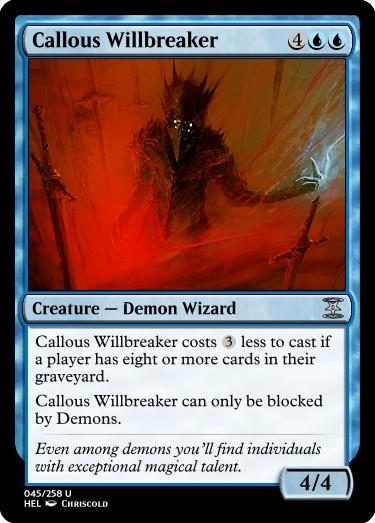 Callous Willbreaker 4
Creature — Demon Wizard
Callous Willbreaker costs 3 less to cast if
a player has eight or more cards in their
graveyard.
Callous Willbreaker can only be blocked
by Demons.
Even among demons you'll find individuals
with exceptional magical talent.
4/4
045/258 U
HEL Chriscold